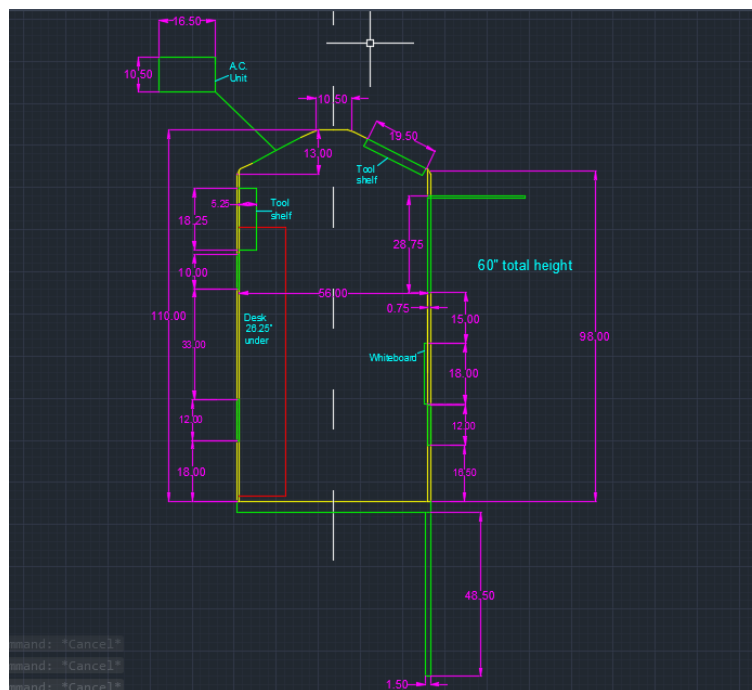 16.50
10.50
A.C.
Unit
10.50
19.50
13.00
Tool
shelf
5.25
Tool
shelf
18.25
28.75
60" total height
10.00
56.00
0.75
15.00
110.00
Desk
26.25"
under
33.00
98.00
Whiteboard
18.00
12.00
12.00
18.00
16.50
48.50
1.50
ommand: *Cancel*
mmand: *Cancel*
mmand: *Cancel*